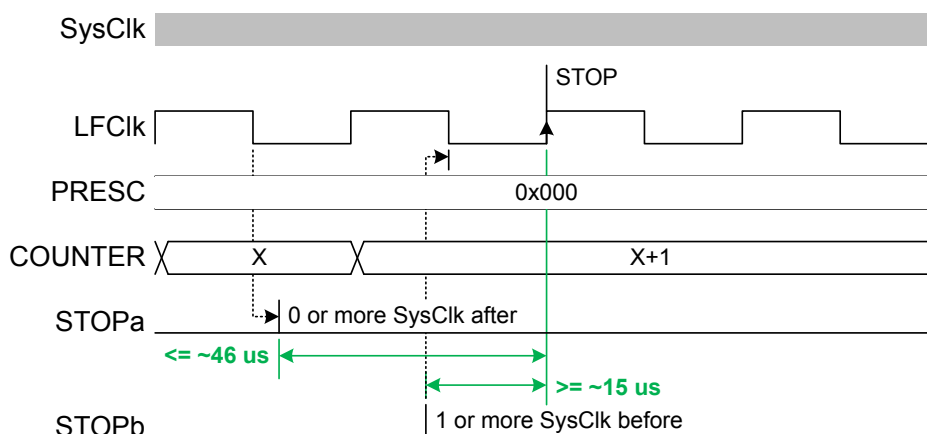 SysClk
STOP
LFClk
PRESC
0x000
COUNTER
X
X+1
STOPa
0 or more SysClk after
<= ~46 us
>= ~15 us
STOPb
1 or more SysClk before